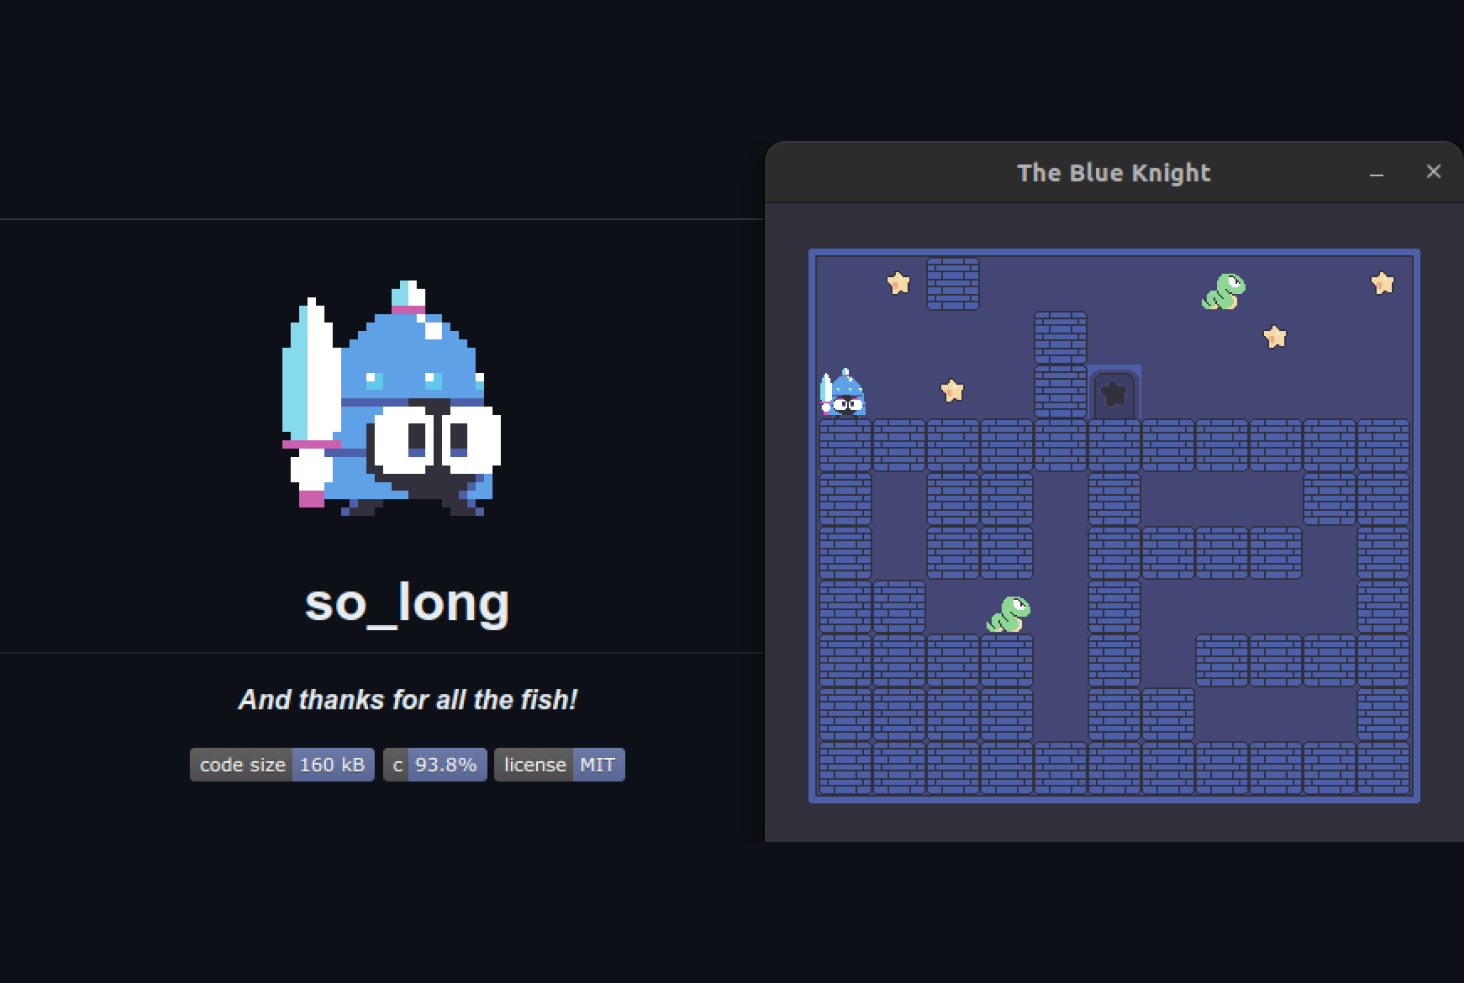 The Blue Knight
so_long
And thanks for all the fish!
code size 160 kB c 93.8% license MIT